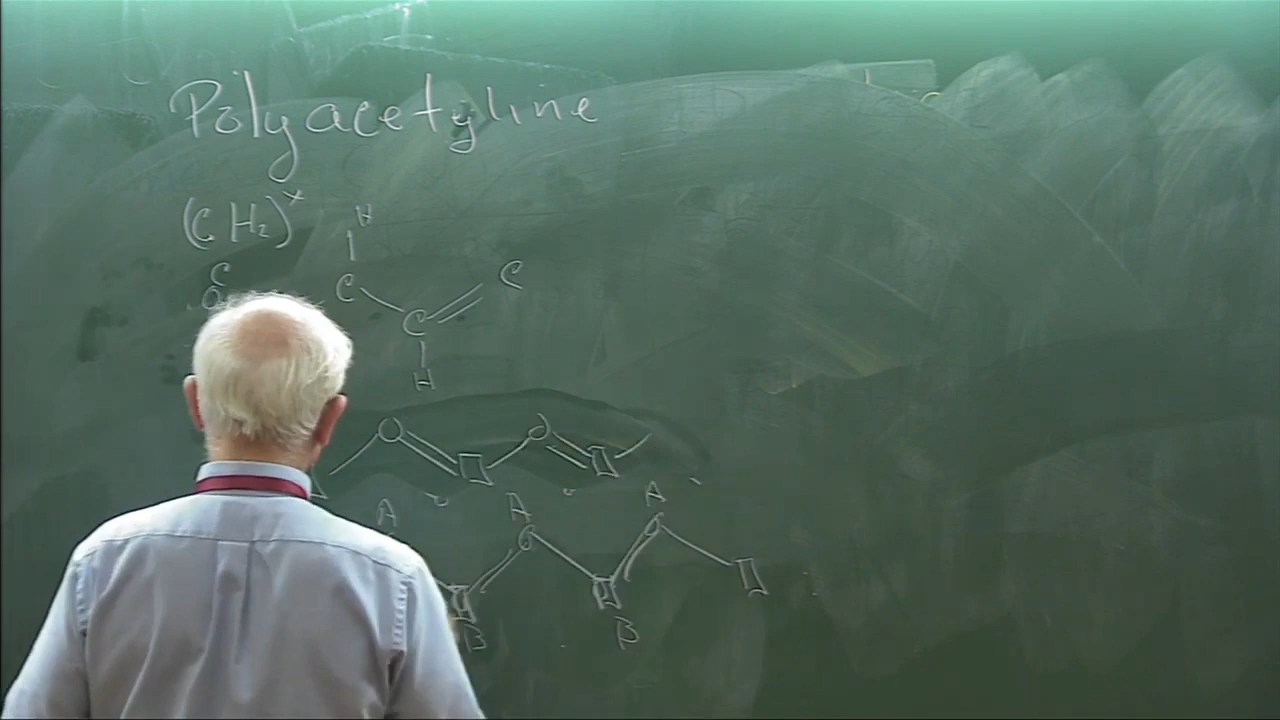 Polyacetyline
(CH₂)ˣ
H
C C C
H
A A A
B B